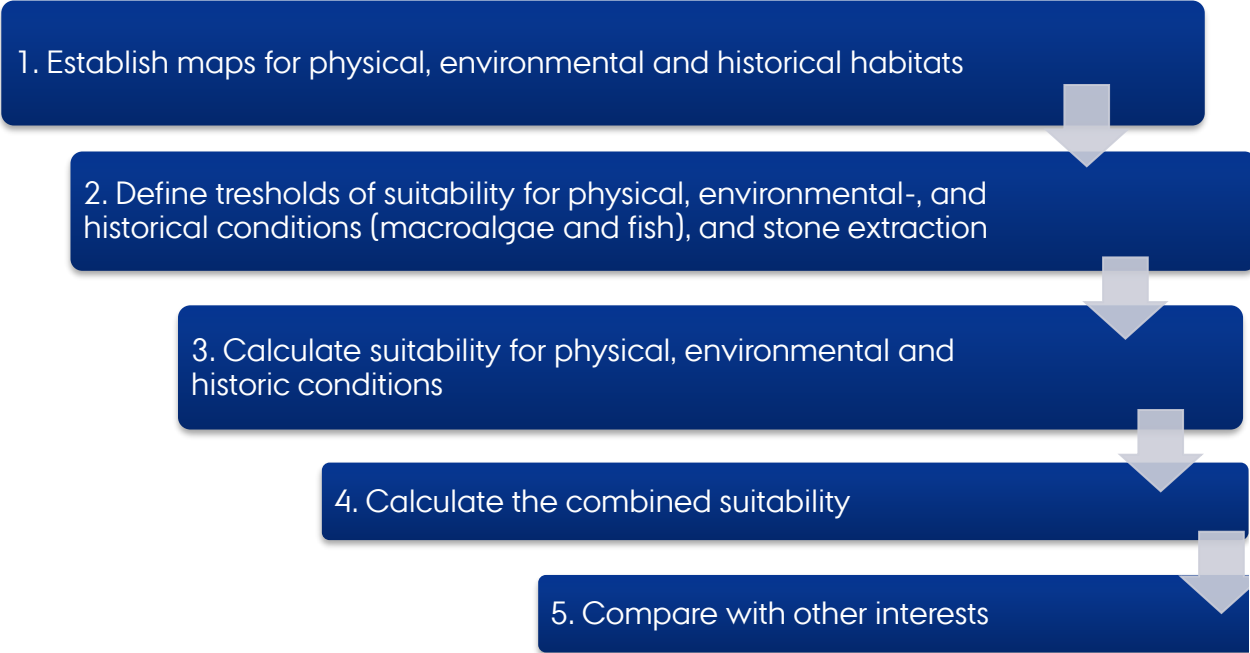 1. Establish maps for physical, environmental and historical habitats
2. Define tresholds of suitability for physical, environmental-, and
historical conditions (macroalgae and fish), and stone extraction
3. Calculate suitability for physical, environmental and
historic conditions
4. Calculate the combined suitability
5. Compare with other interests